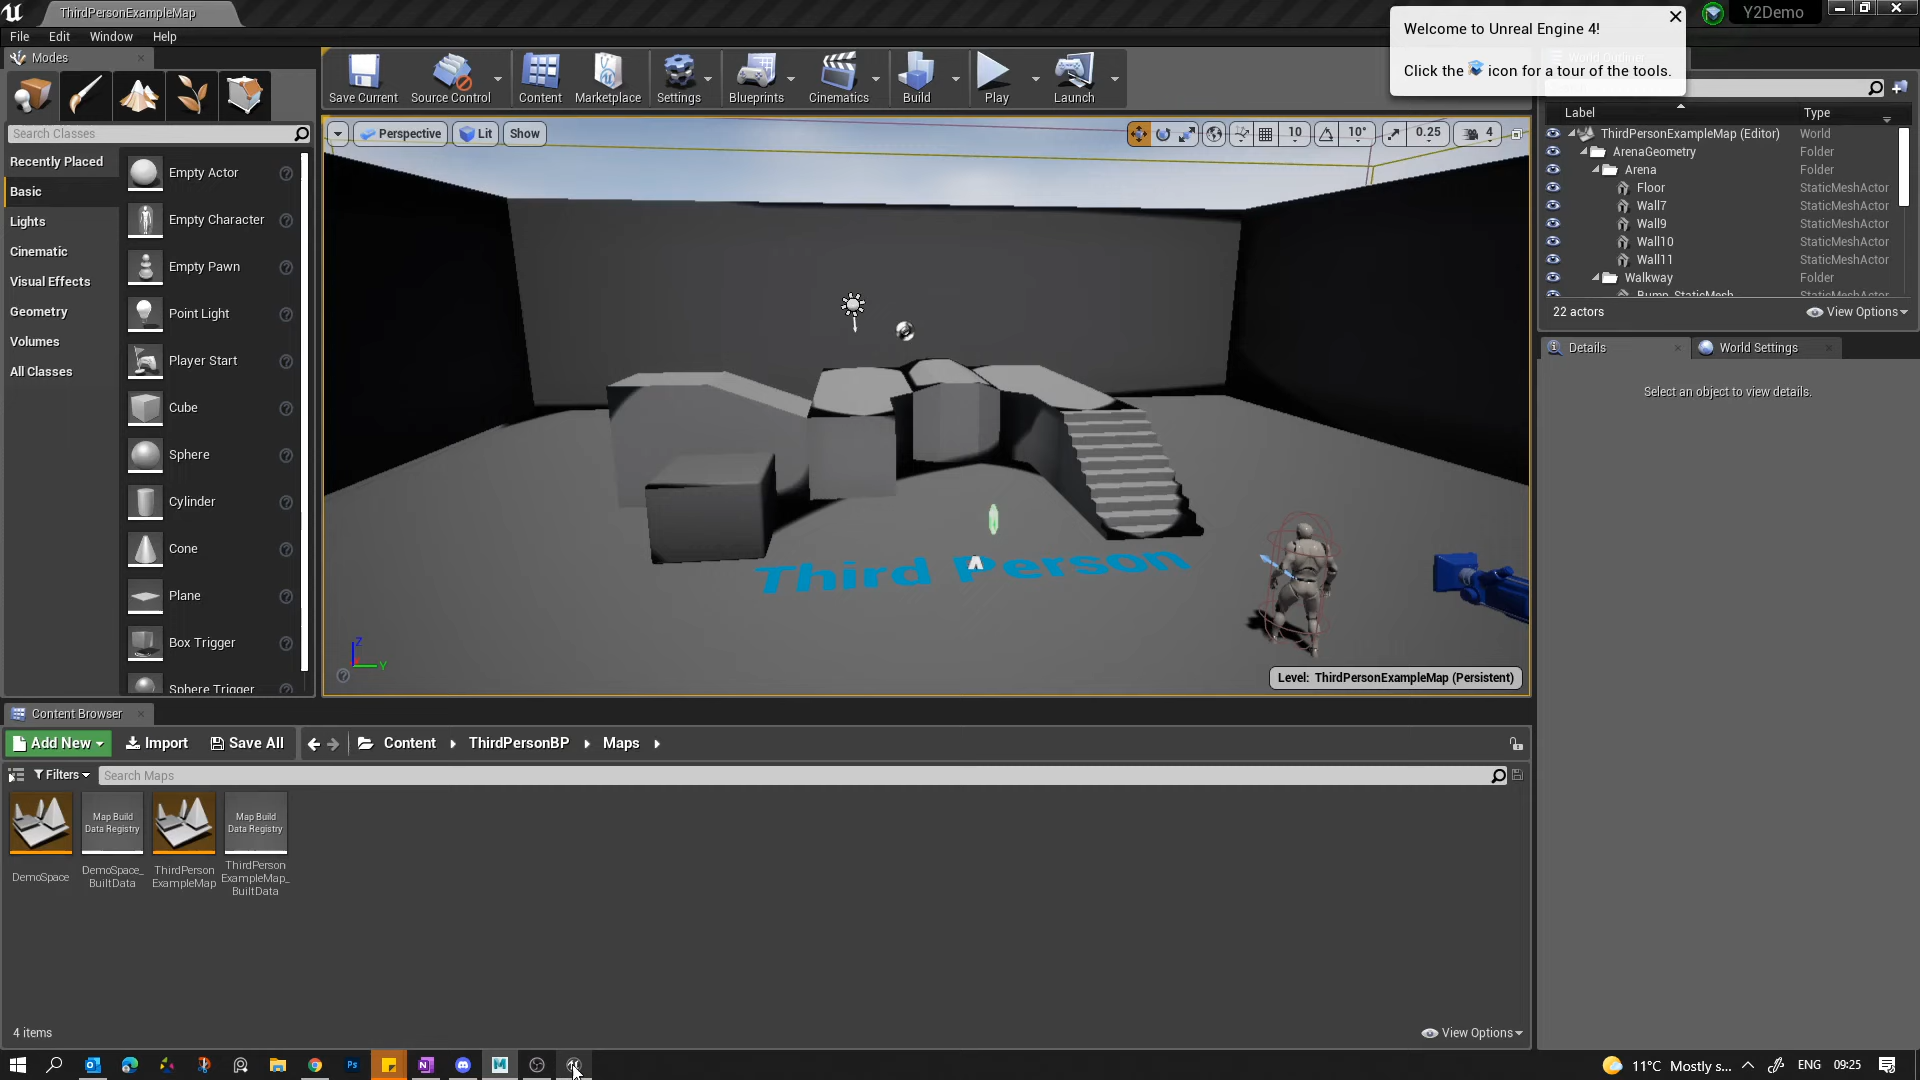 ThirdPersonExampleMap
Y2Demo
File Edit Window Help
Welcome to Unreal Engine 4!
Click the icon for a tour of the tools.
Modes
Search Classes
Recently Placed
Basic
Lights
Cinematic
Visual Effects
Geometry
Volumes
All Classes
Empty Actor
Empty Character
Empty Pawn
Point Light
Player Start
Cube
Sphere
Cylinder
Cone
Plane
Box Trigger
Sphere Trigger
Save Current Source Control Content Marketplace Settings Blueprints Cinematics Build Play Launch
Perspective Lit Show
10 10° 0.25 4
Third Person
Z
Y
Level: ThirdPersonExampleMap (Persistent)
Label Type
ThirdPersonExampleMap (Editor) World
ArenaGeometry Folder
Arena Folder
Floor StaticMeshActor
Wall7 StaticMeshActor
Wall9 StaticMeshActor
Wall10 StaticMeshActor
Wall11 StaticMeshActor
Walkway Folder
Bump_StaticMesh
22 actors View Options
Details World Settings
Select an object to view details.
Content Browser
Add New Import Save All Content ThirdPersonBP Maps
Filters Search Maps
Map Build
Data Registry
Map Build
Data Registry
DemoSpace
DemoSpace_
BuiltData
ThirdPerson
ExampleMap
ThirdPerson
ExampleMap_
BuiltData
4 items View Options
Ps
11°C Mostly s... ENG 09:25